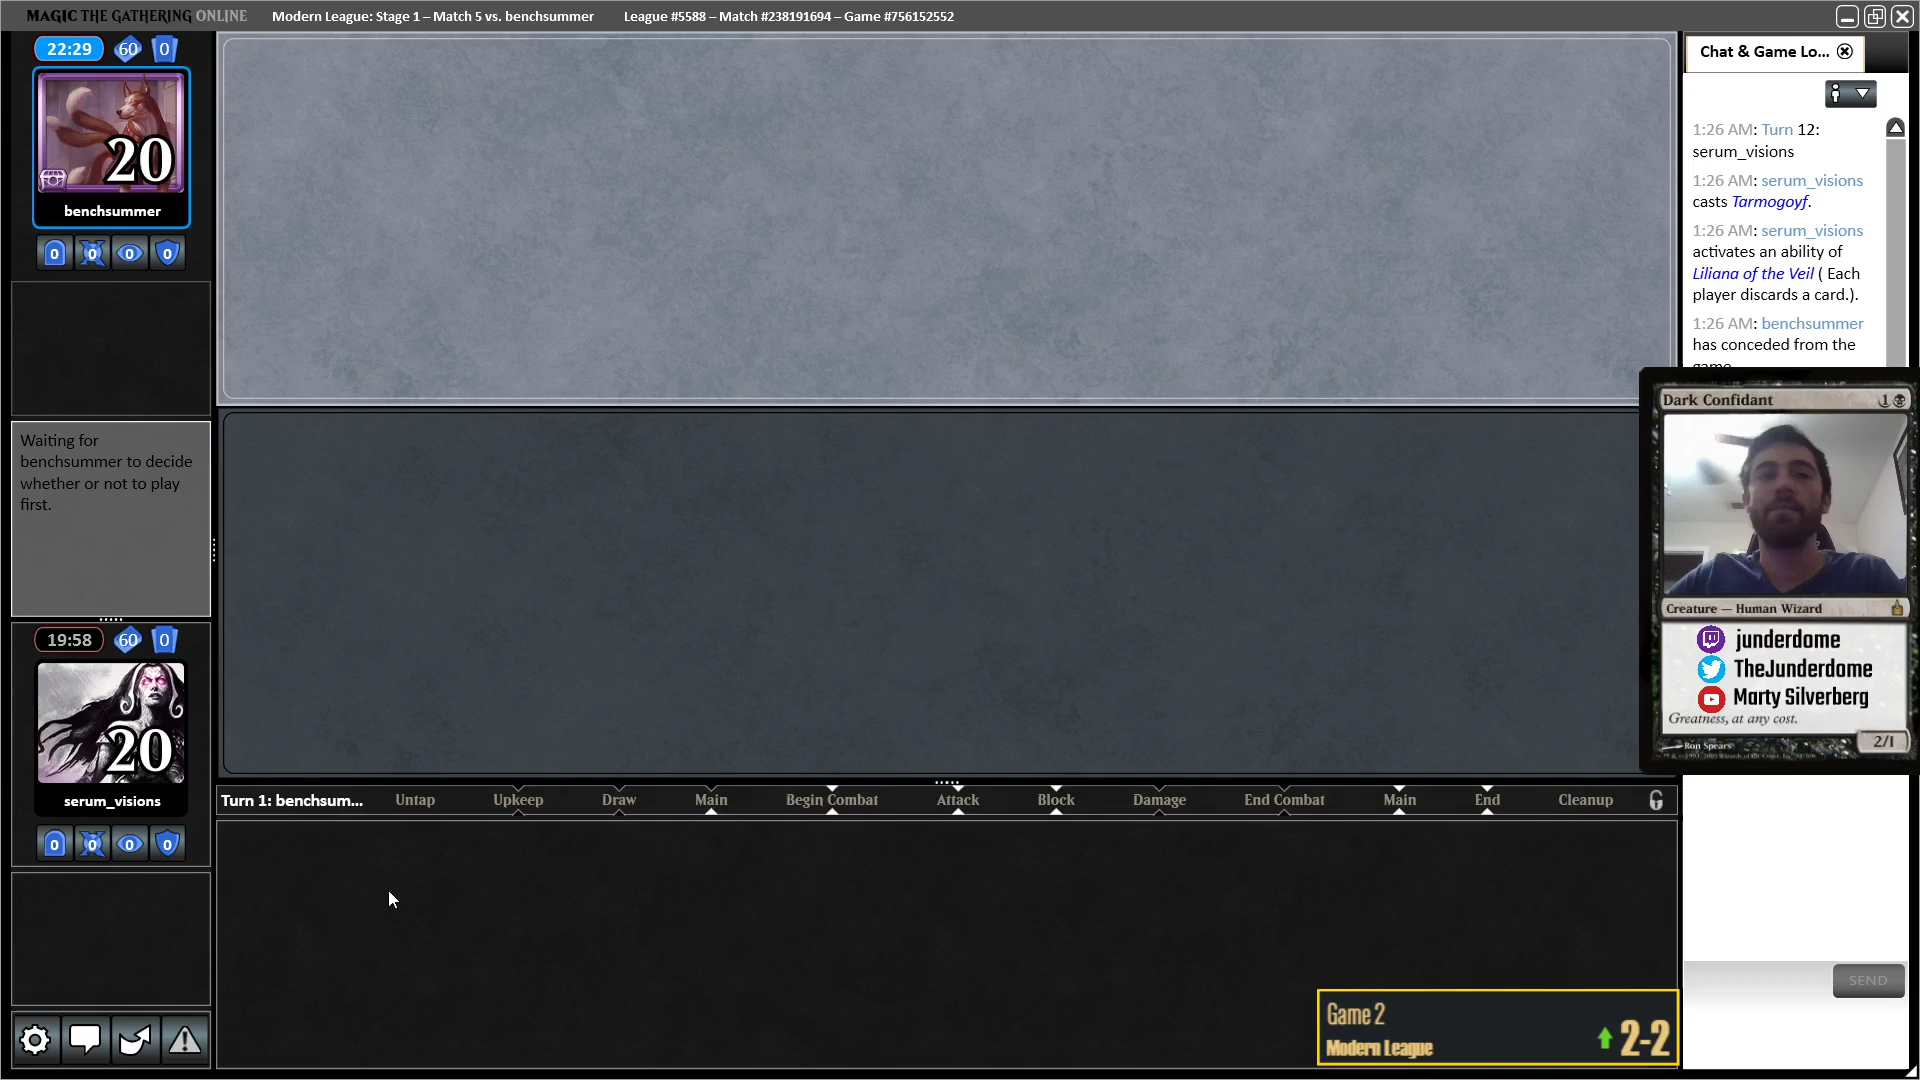 MAGIC THE GATHERING ONLINE
Modern League: Stage 1 – Match 5 vs. benchsummer
League #5588 – Match #238191694 – Game #756152552
22:29
60
0
20
benchsummer
0
0
0
0
Waiting for
benchsummer to decide
whether or not to play
first.
19:58
60
0
20
serum_visions
0
0
0
0
Turn 1: benchsum...
Untap
Upkeep
Draw
Main
Begin Combat
Attack
Block
Damage
End Combat
Main
End
Cleanup
Game 2
Modern League
2-2
Chat & Game Lo...
1:26 AM: Turn 12:
serum_visions
1:26 AM: serum_visions
casts Tarmogoyf.
1:26 AM: serum_visions
activates an ability of
Liliana of the Veil ( Each
player discards a card.).
1:26 AM: benchsummer
has conceded from the
game
Dark Confidant
1
Creature — Human Wizard
junderdome
TheJunderdome
Marty Silverberg
Greatness, at any cost.
Ron Spears
2/1
SEND